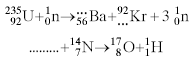 ²³⁵₉₂U + ¹₀n → ⋯₅₆Ba + ⁹²⋯Kr + 3 ¹₀n
......... + ¹⁴₇N → ¹⁷₈O + ¹₁H